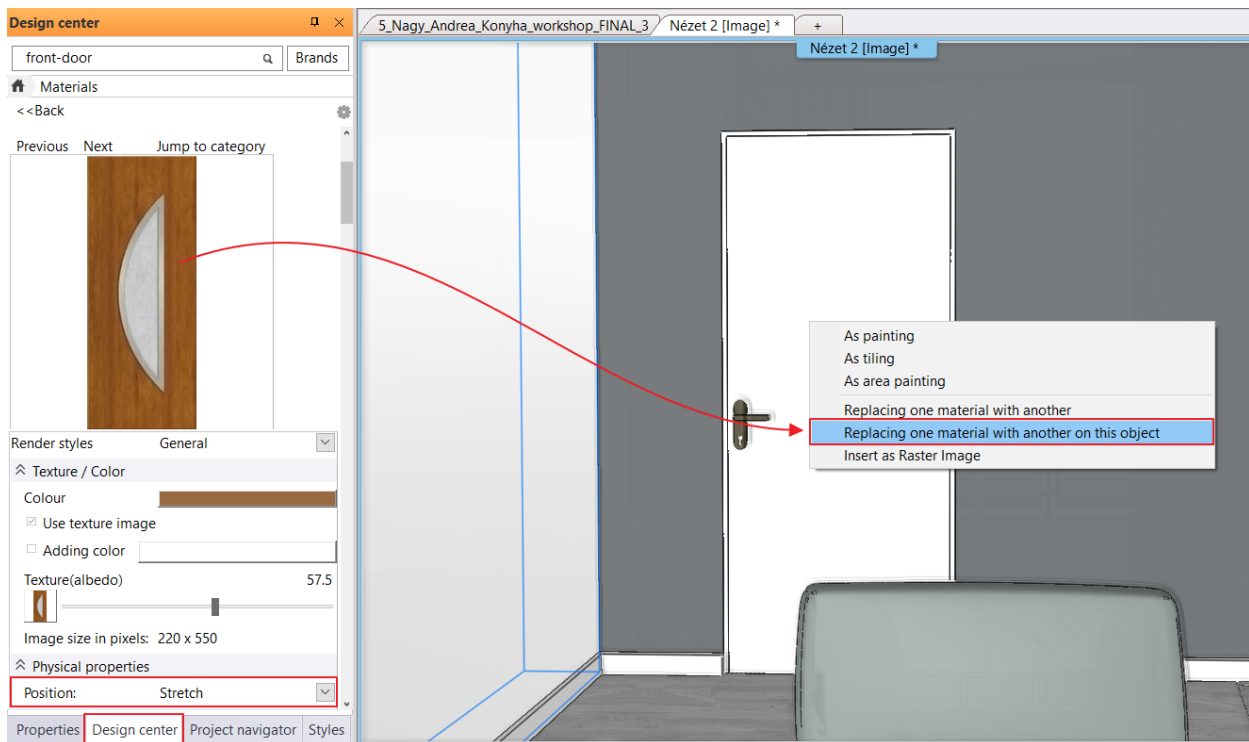 Design center
front-door
Brands
Materials
<<Back
Previous Next Jump to category
Render styles General
Texture / Color
Colour
Use texture image
Adding color
Texture(albedo) 57.5
Image size in pixels: 220 x 550
Physical properties
Position: Stretch
Properties Design center Project navigator Styles
5_Nagy_Andrea_Konyha_workshop_FINAL_3 Nézet 2 [Image] * +
Nézet 2 [Image] *
As painting
As tiling
As area painting
Replacing one material with another
Replacing one material with another on this object
Insert as Raster Image